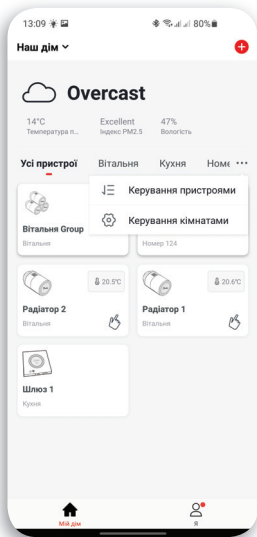 13:09 80%
Наш дім
Overcast
14°C Excellent 47%
Температура п... Індекс PM2.5 Вологість
Усі пристрої Вітальня Кухня Номе ...
Керування пристроями
Керування кімнатами
Вітальня Group
Вітальня Номер 124
20.5°C 20.6°C
Радіатор 2 Радіатор 1
Вітальня Вітальня
Шлюз 1
Кухня
Мій дім Я